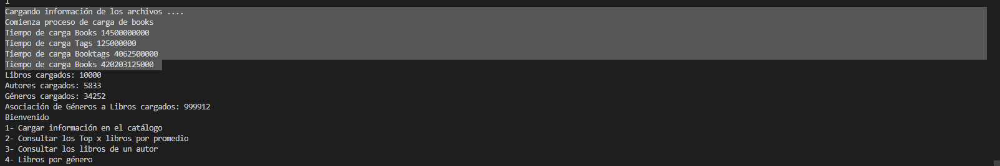 1
Cargando información de los archivos ....
Comienza proceso de carga de books
Tiempo de carga Books 14500000000
Tiempo de carga Tags 125000000
Tiempo de carga Booktags 4062500000
Tiempo de carga Books 420203125000
Libros cargados: 10000
Autores cargados: 5833
Géneros cargados: 34252
Asociación de Géneros a Libros cargados: 999912
Bienvenido
1- Cargar información en el catálogo
2- Consultar los Top x libros por promedio
3- Consultar los libros de un autor
4- Libros por género